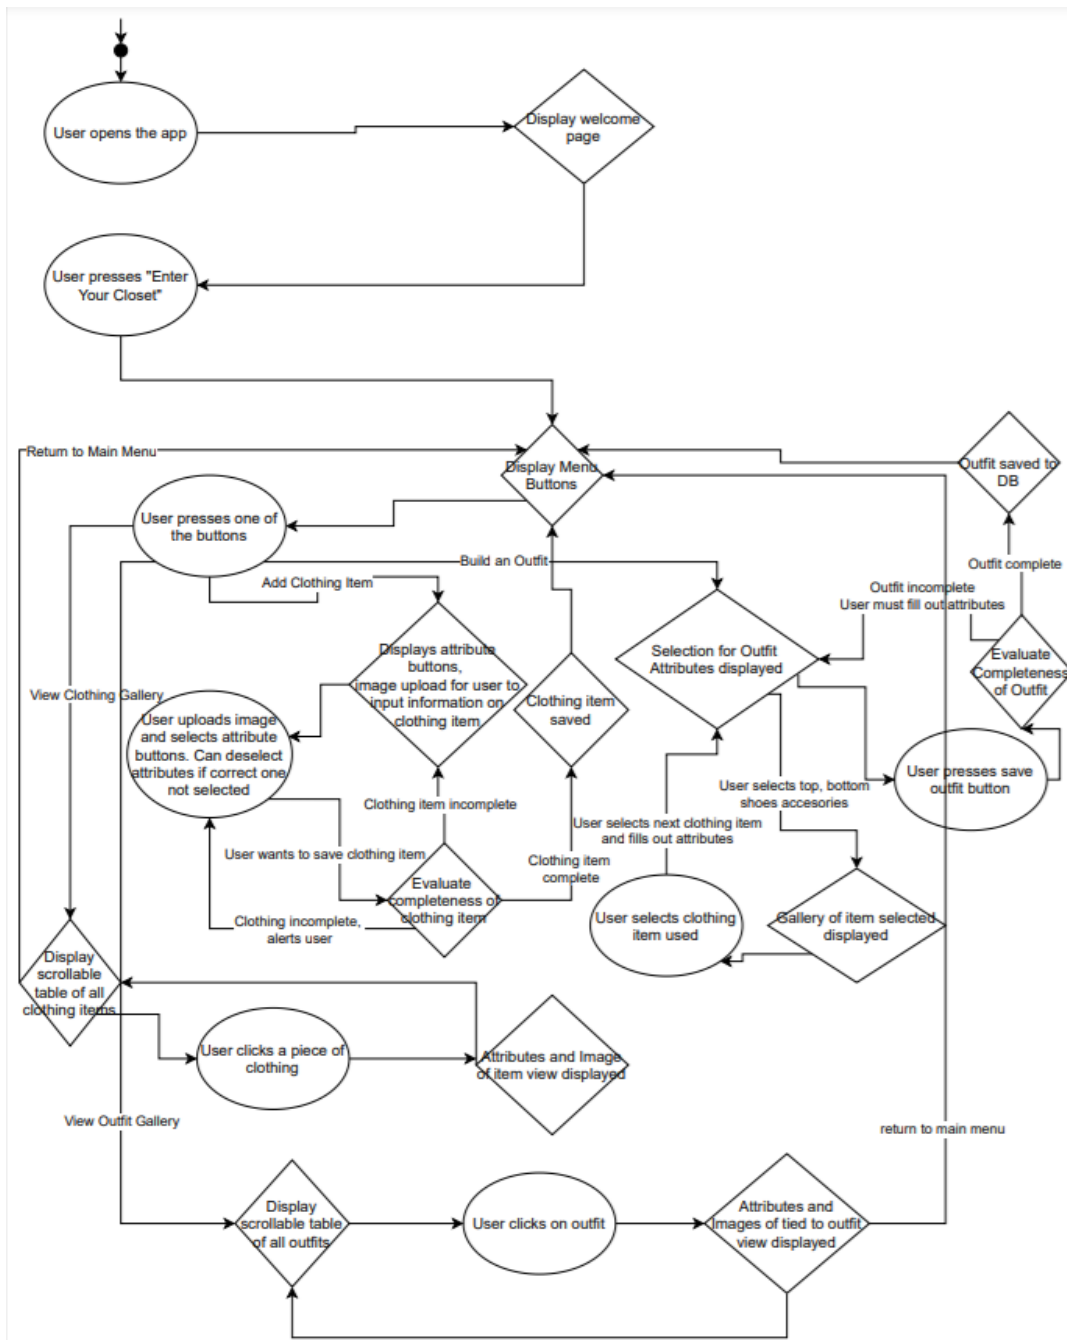 User opens the app
Display welcome
page
User presses "Enter
Your Closet"
Return to Main Menu
Display Menu
Buttons
Outfit saved to
DB
User presses one of
the buttons
Build an Outfit
Outfit complete
Add Clothing Item
Outfit incomplete
User must fill out attributes
Displays attribute
buttons,
image upload for user to
input information on
clothing item
Selection for Outfit
Attributes displayed
Evaluate
Completeness
of Outfit
View Clothing Gallery
Clothing item
saved
User uploads image
and selects attribute
buttons. Can deselect
attributes if correct one
not selected
User presses save
outfit button
User selects top, bottom
shoes accesories
Clothing item incomplete
User selects next clothing item
and fills out attributes
User wants to save clothing item
Clothing item
complete
Evaluate
completeness of
clothing item
User selects clothing
item used
Gallery of item selected
displayed
Clothing incomplete,
alerts user
Display
scrollable
table of all
clothing items
User clicks a piece of
clothing
Attributes and Image
of item view displayed
View Outfit Gallery
return to main menu
Display
scrollable table
of all outfits
User clicks on outfit
Attributes and
Images of tied to outfit
view displayed